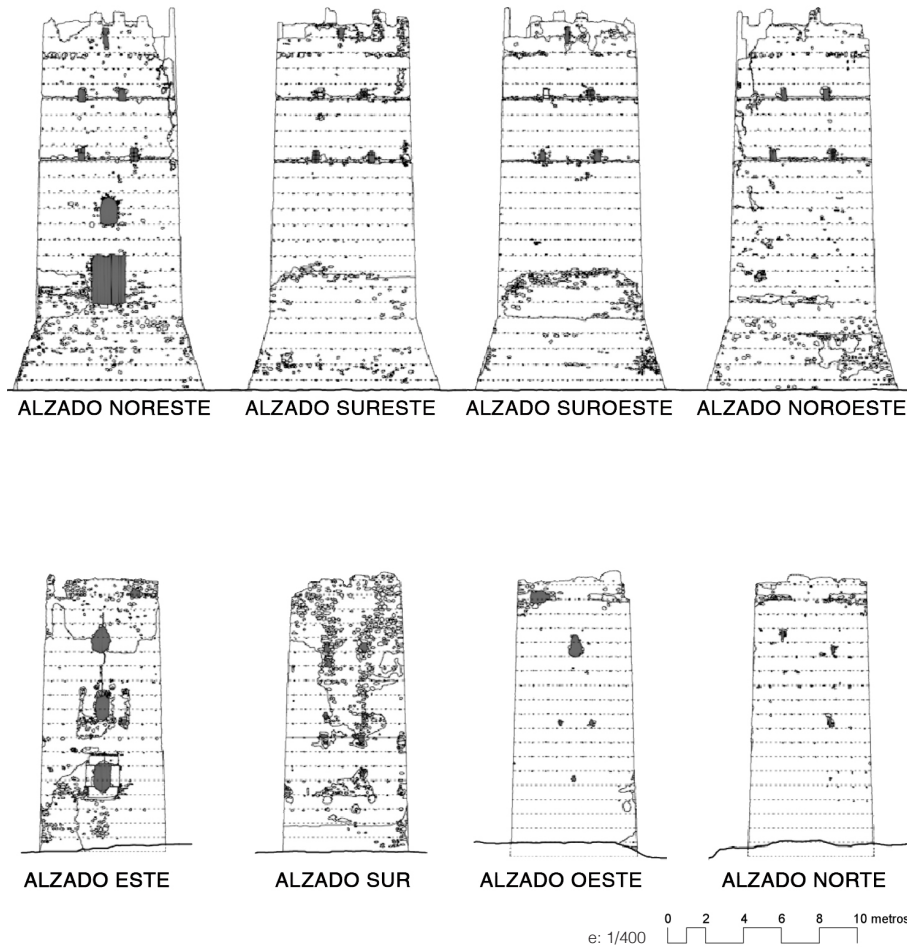 ALZADO NORESTE ALZADO SURESTE ALZADO SUROESTE ALZADO NOROESTE
ALZADO ESTE ALZADO SUR ALZADO OESTE ALZADO NORTE
0 2 4 6 8 10 metros
e: 1/400